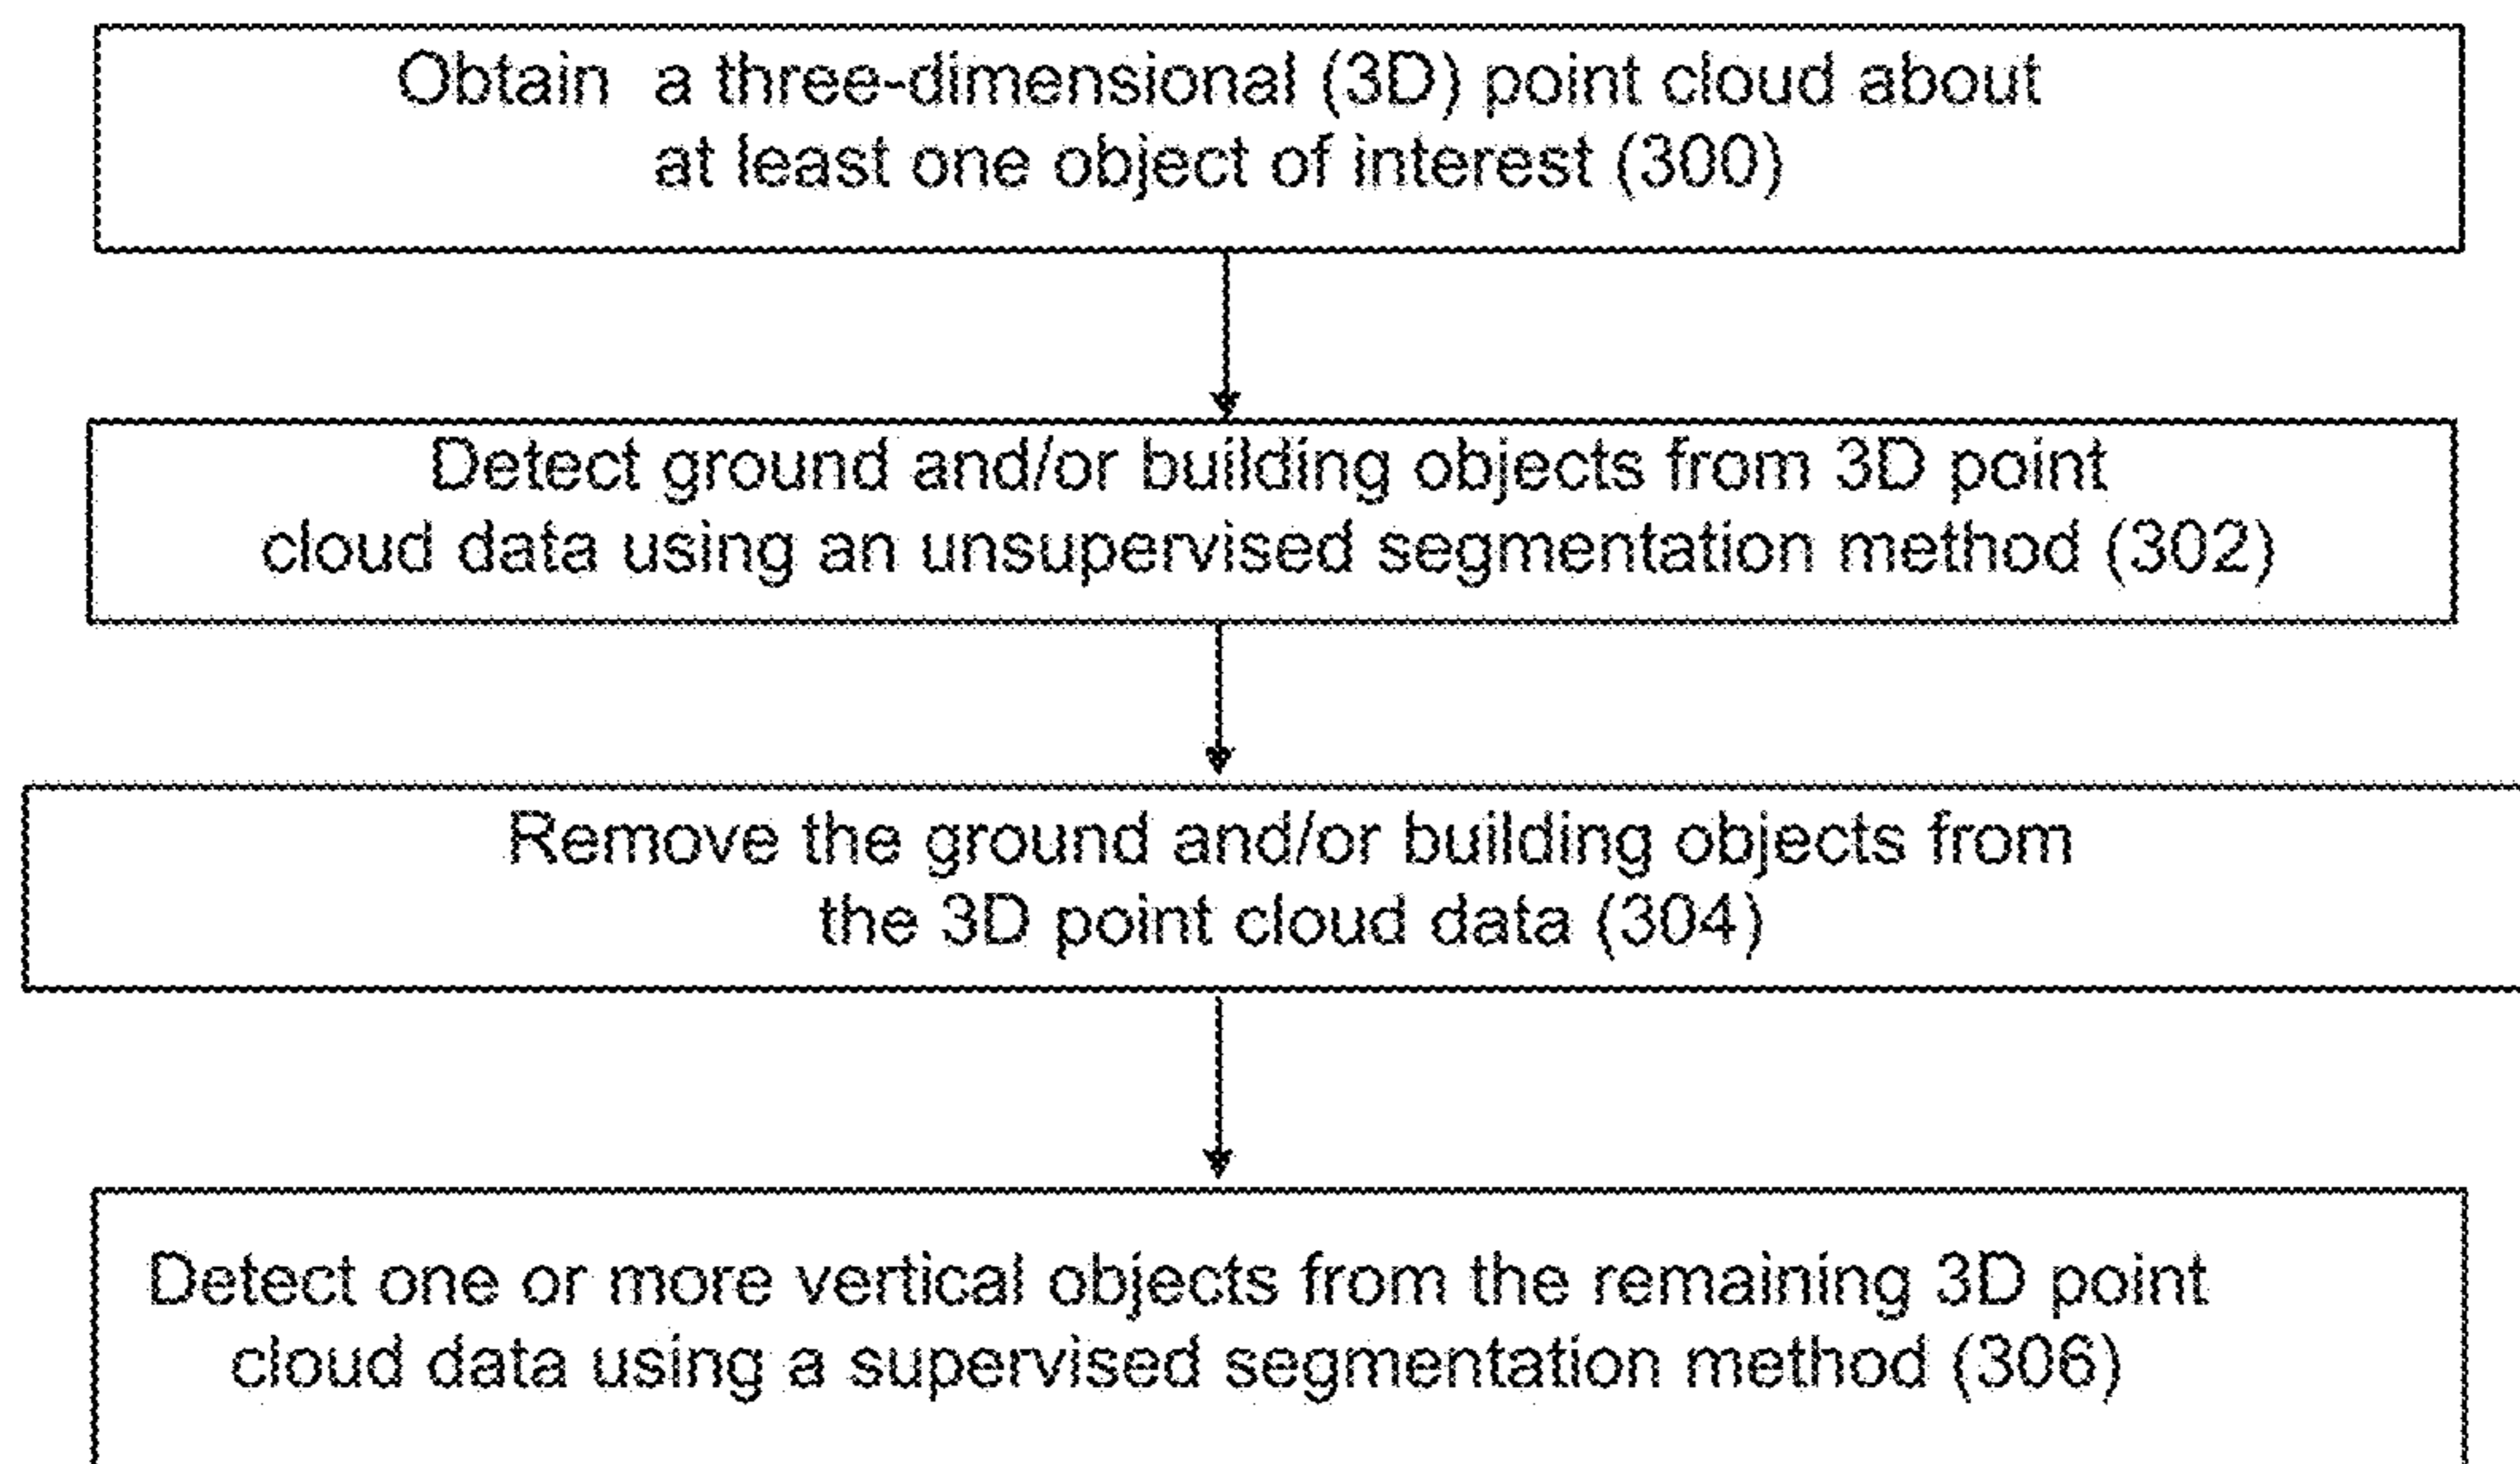 Obtain a three-dimensional (3D) point cloud about
at least one object of interest (300)
Detect ground and/or building objects from 3D point
cloud data using an unsupervised segmentation method (302)
Remove the ground and/or building objects from
the 3D point cloud data (304)
Detect one or more vertical objects from the remaining 3D point
cloud data using a supervised segmentation method (306)